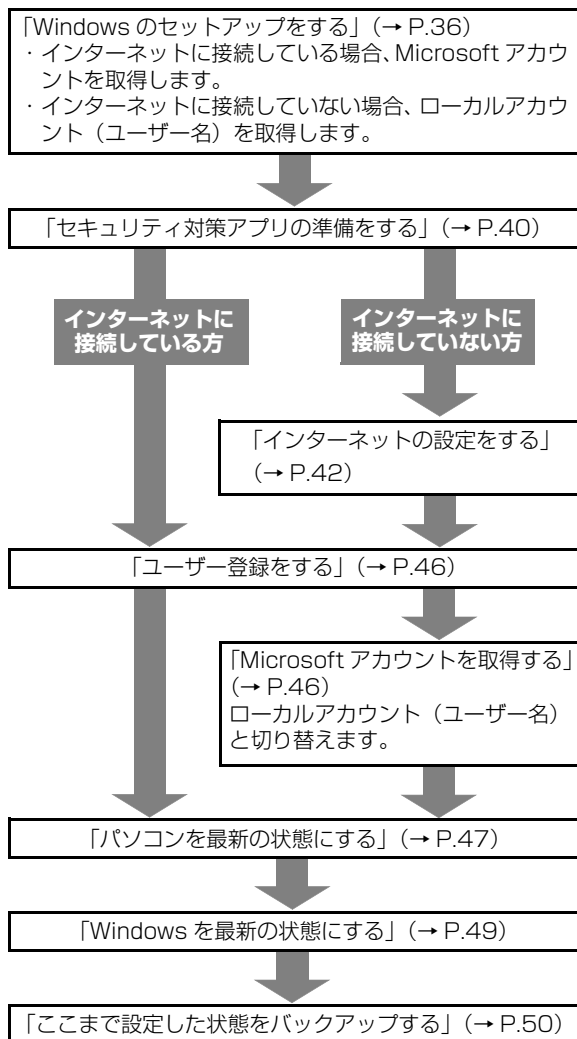 「Windows のセットアップをする」（→ P.36）
・インターネットに接続している場合、Microsoft アカウ
ントを取得します。
・インターネットに接続していない場合、ローカルアカウ
ント（ユーザー名）を取得します。
「セキュリティ対策アプリの準備をする」（→ P.40）
インターネットに
接続している方
インターネットに
接続していない方
「インターネットの設定をする」
（→ P.42）
「ユーザー登録をする」（→ P.46）
「Microsoft アカウントを取得する」
（→ P.46）
ローカルアカウント（ユーザー名）
と切り替えます。
「パソコンを最新の状態にする」（→ P.47）
「Windows を最新の状態にする」（→ P.49）
「ここまで設定した状態をバックアップする」（→ P.50）